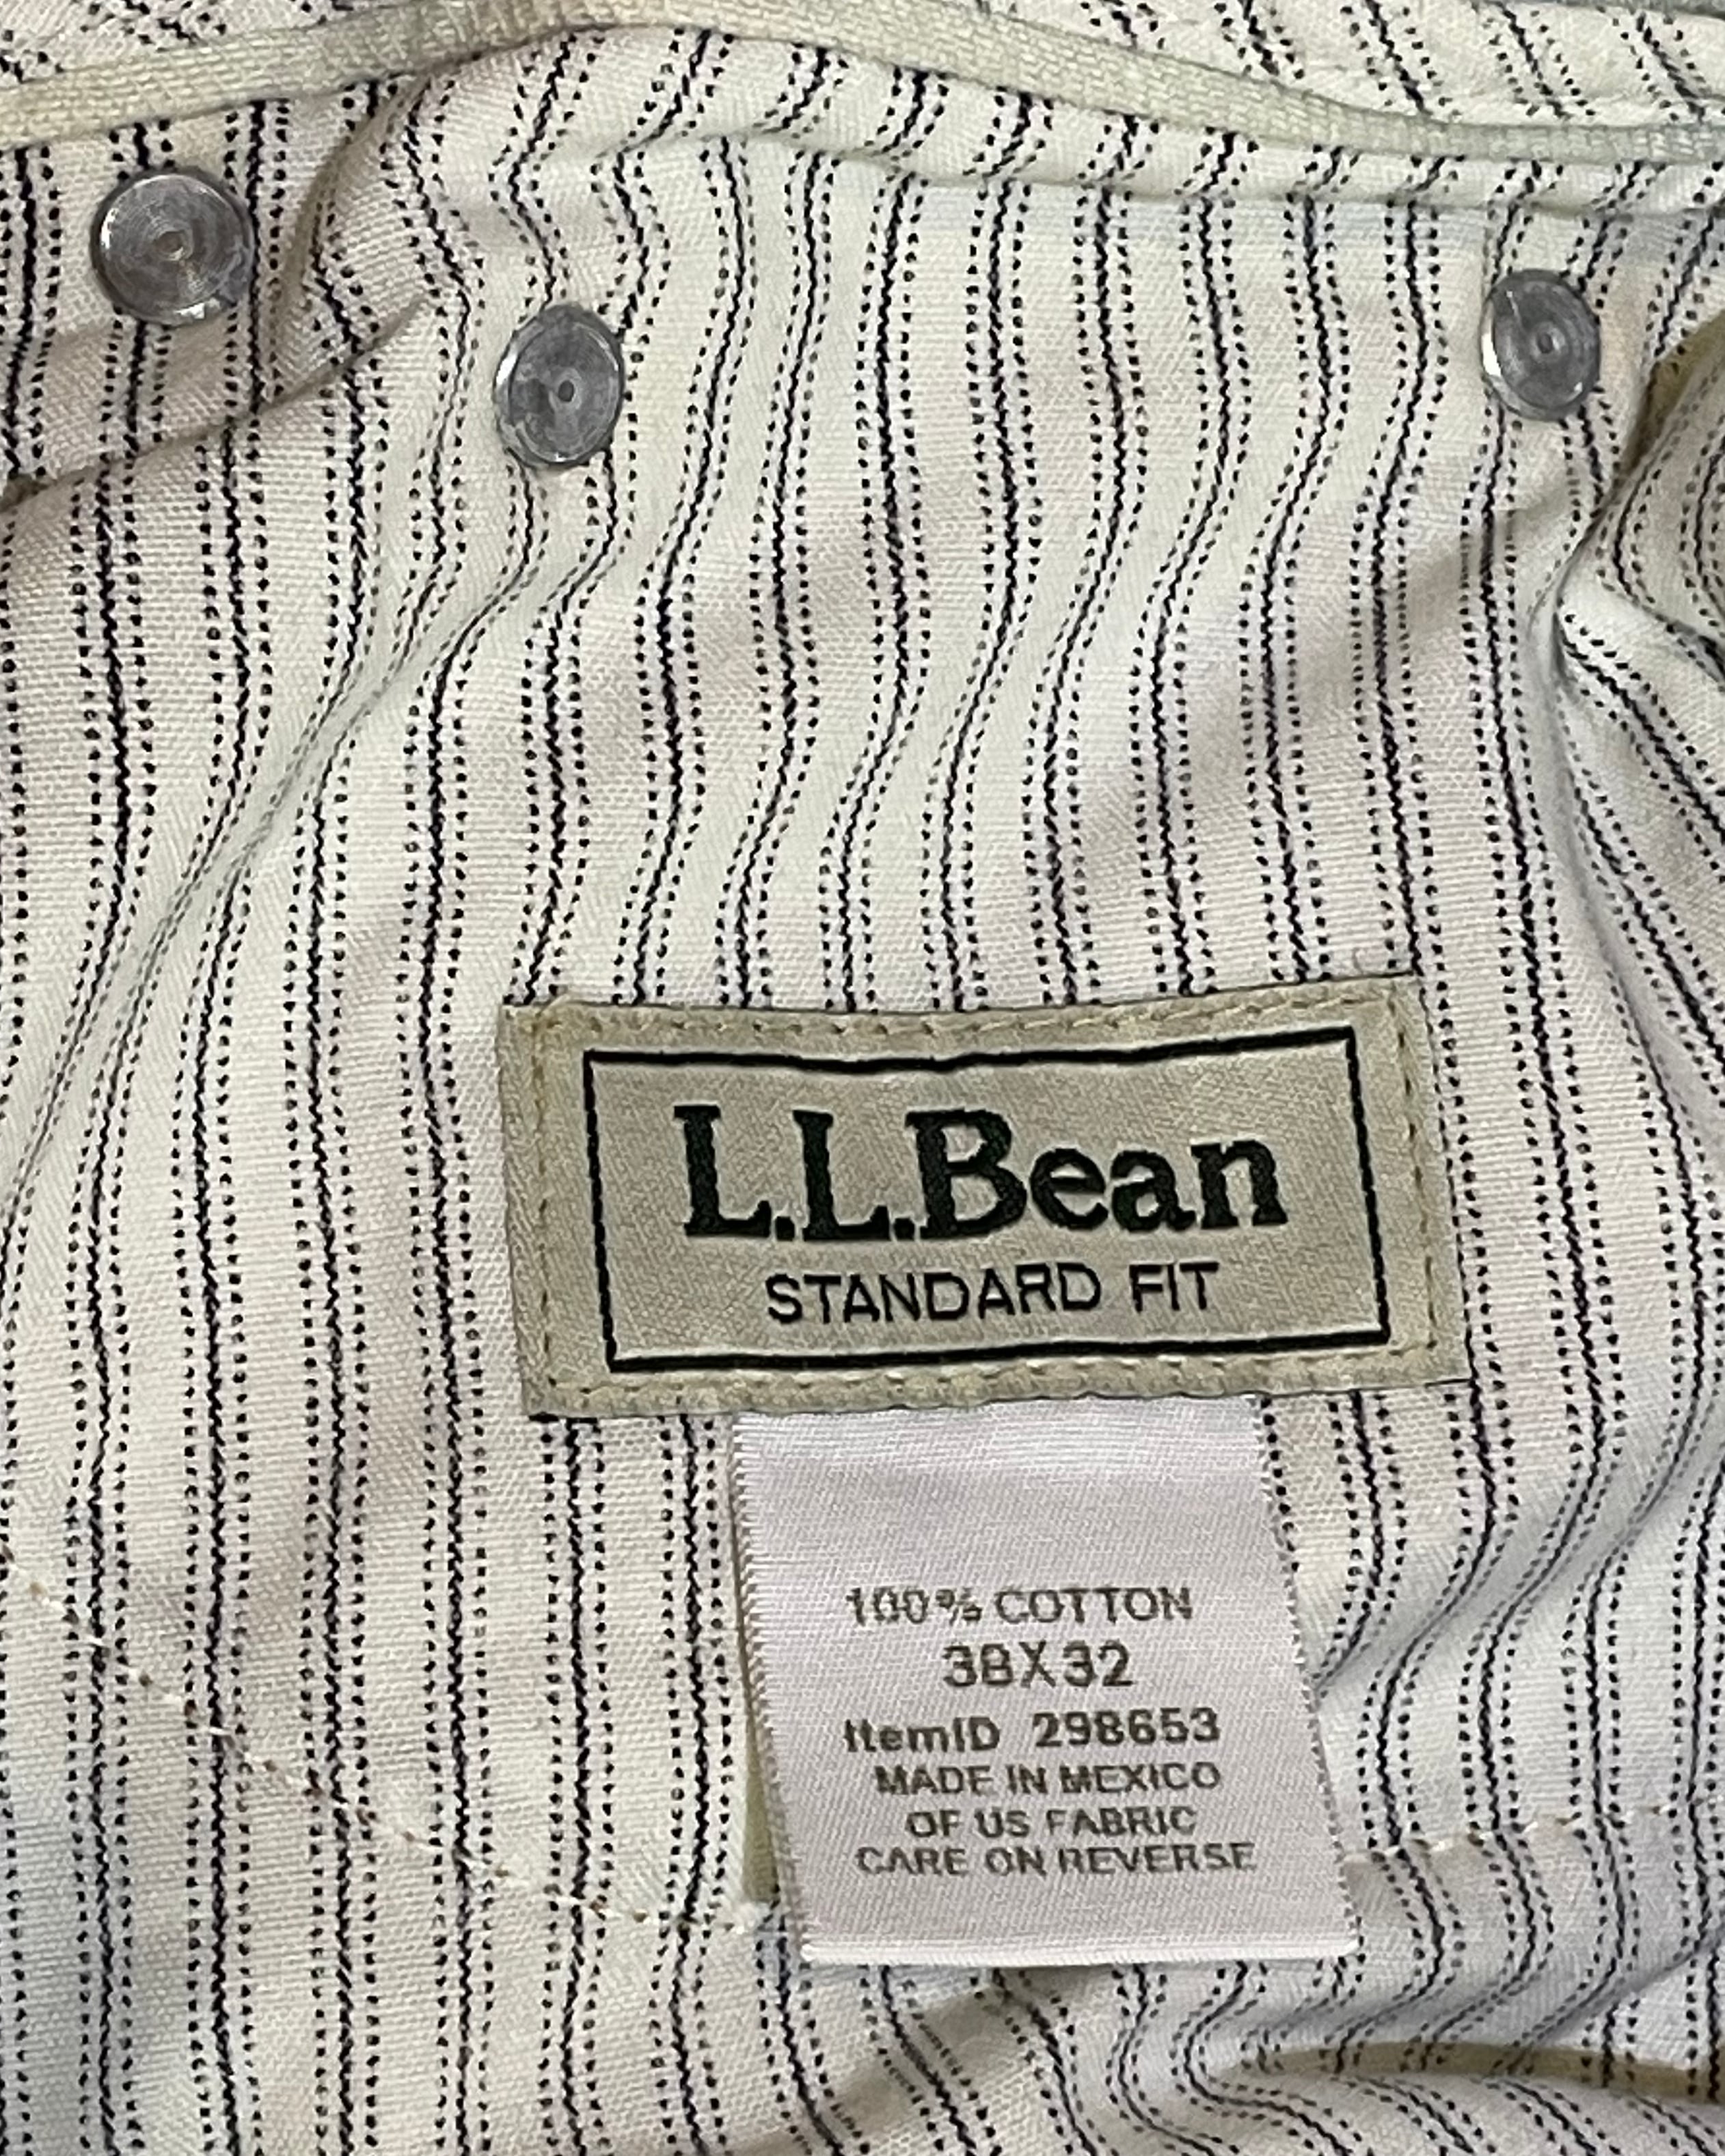 L.L.Bean
STANDARD FIT
100% COTTON
38X32
ItemID 298653
MADE IN MEXICO
OF US FABRIC
CARE ON REVERSE